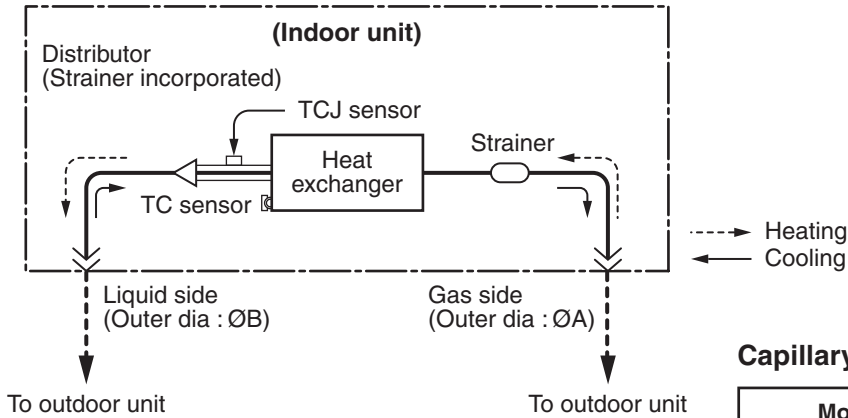 (Indoor unit)
Distributor
(Strainer incorporated)
TCJ sensor
Strainer
Heat
exchanger
TC sensor
Heating
Cooling
Liquid side
(Outer dia : ØB)
Gas side
(Outer dia : ØA)
To outdoor unit
To outdoor unit
Capillary
Mo